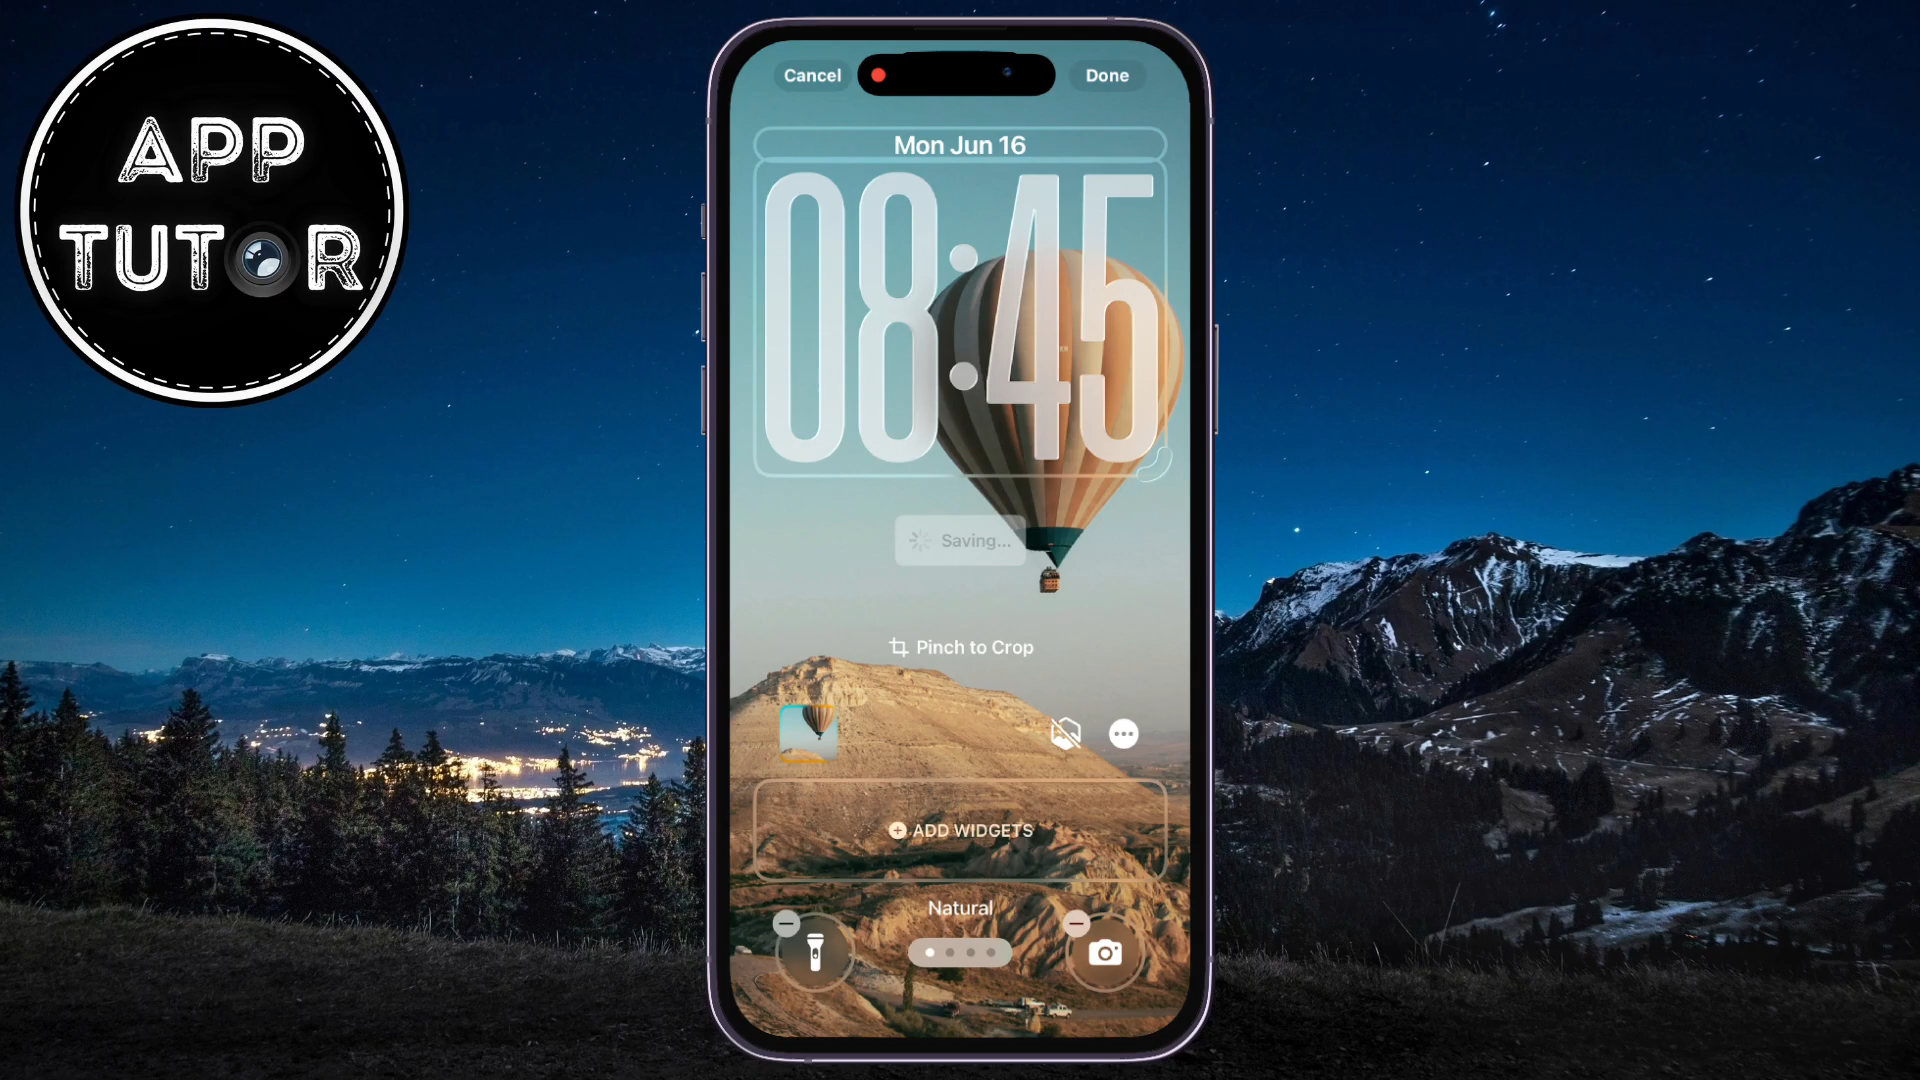 APP
TUTOR
Cancel
Done
Mon Jun 16
08:45
Saving...
Pinch to Crop
ADD WIDGETS
Natural